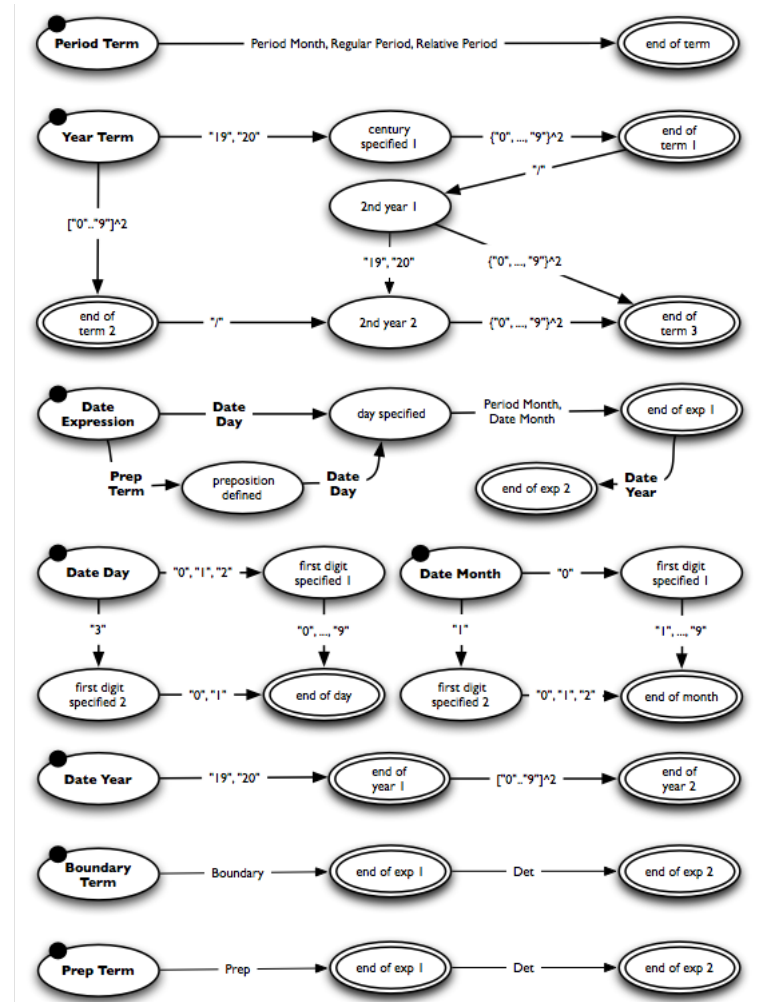 Period Term
Period Month, Regular Period, Relative Period
end of term
Year Term
"19", "20"
century
specified 1
{"0", ..., "9"}^2
end of
term 1
"/"
2nd year 1
["0".."9"]^2
"19", "20"
{"0", ..., "9"}^2
end of
term 2
"/"
2nd year 2
{"0", ..., "9"}^2
end of
term 3
Date
Expression
Date
Day
day specified
Period Month,
Date Month
end of exp 1
Prep
Term
preposition
defined
Date
Day
end of exp 2
Date
Year
Date Day
"0", "1", "2"
first digit
specified 1
Date Month
"0"
first digit
specified 1
"3"
"0", ..., "9"
"1"
"1", ..., "9"
first digit
specified 2
"0", "1"
end of day
first digit
specified 2
"0", "1", "2"
end of month
Date Year
"19", "20"
end of
year 1
["0".."9"]^2
end of
year 2
Boundary
Term
Boundary
end of exp 1
Det
end of exp 2
Prep Term
Prep
end of exp 1
Det
end of exp 2